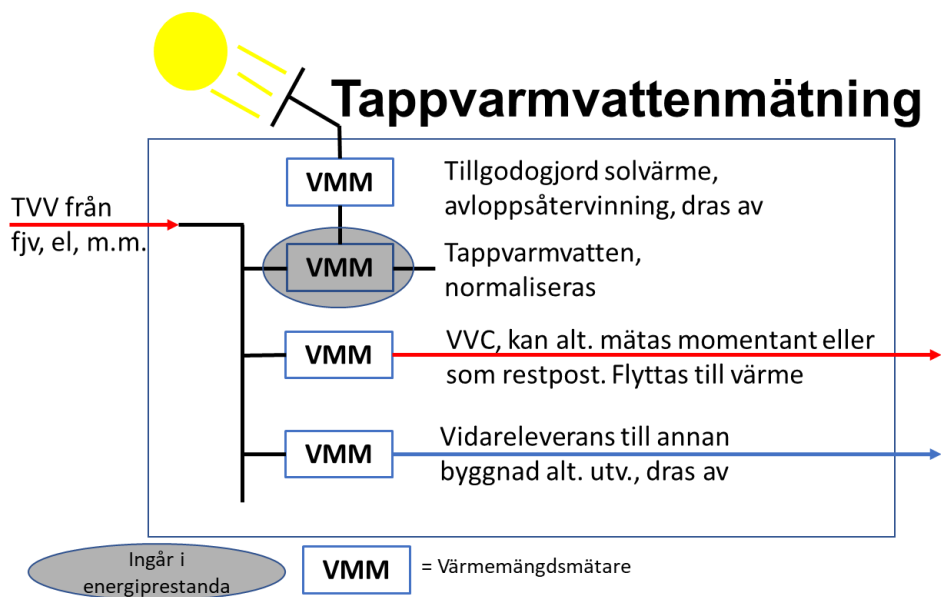 Tappvarmvattenmätning
TVV från
fjv, el, m.m.
VMM
Tillgodogjord solvärme,
avloppsåtervinning, dras av
VMM
Tappvarmvatten,
normaliseras
VMM
VVC, kan alt. mätas momentant eller
som restpost. Flyttas till värme
VMM
Vidareleverans till annan
byggnad alt. utv., dras av
Ingår i
energiprestanda
VMM
= Värmemängdsmätare